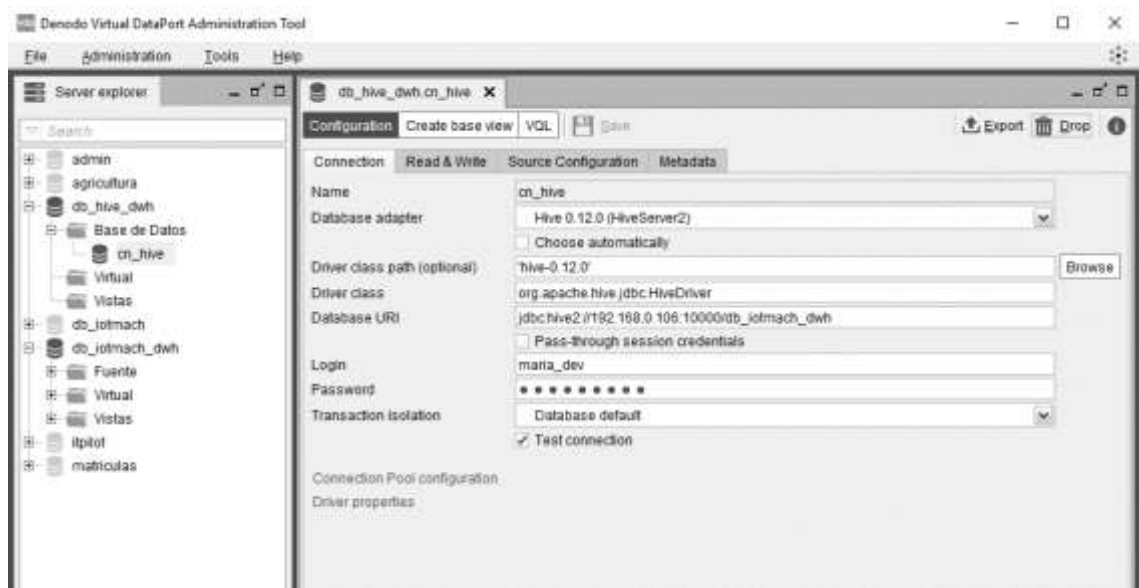 Denodo Virtual DataPort Administration Tool
File Administration Tools Help
Server explorer
Search
admin
agricultura
db_hive_dwh
Base de Datos
cn_hive
Virtual
Vistas
db_iotmach
db_iotmach_dwh
Fuente
Virtual
Vistas
itpilot
matriculas
db_hive_dwh.cn_hive
Configuration Create base view VQL Save Export Drop
Connection Read & Write Source Configuration Metadata
Name cn_hive
Database adapter Hive 0.12.0 (HiveServer2)
Choose automatically
Driver class path (optional) 'hive-0.12.0' Browse
Driver class org.apache.hive.jdbc.HiveDriver
Database URI jdbc:hive2://192.168.0.106:10000/db_iotmach_dwh
Pass-through session credentials
Login maria_dev
Password
Transaction isolation Database default
Test connection
Connection Pool configuration
Driver properties